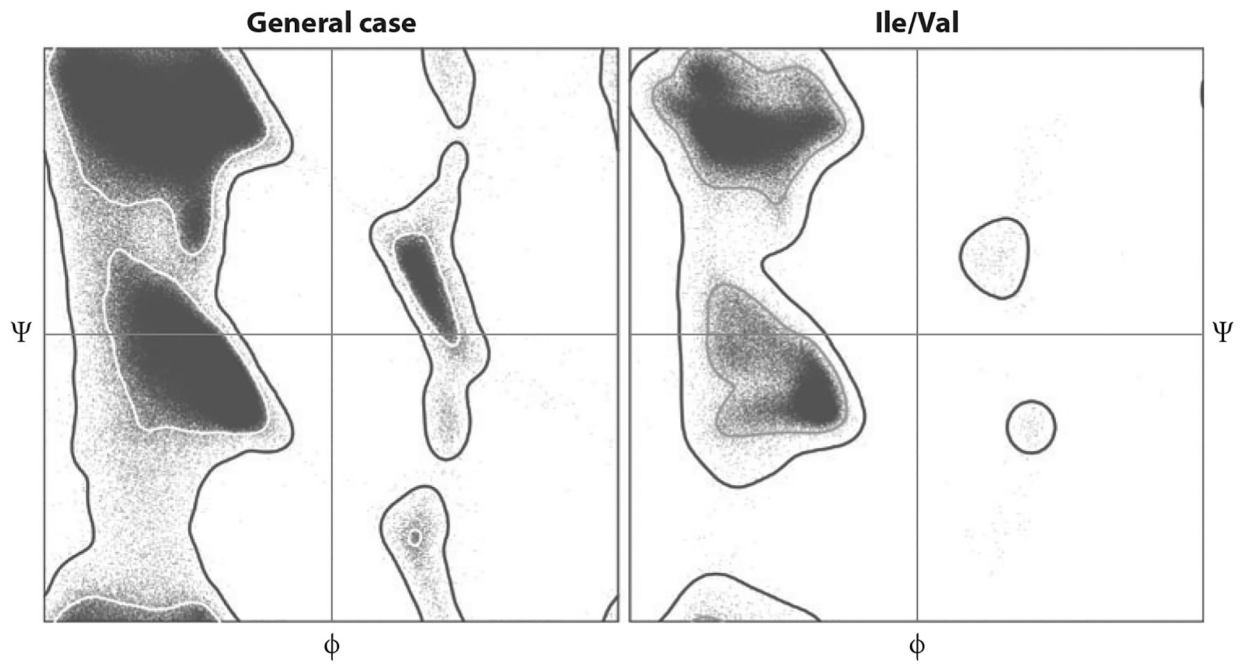 General case
Ile/Val
Ψ
Ψ
ϕ
ϕ